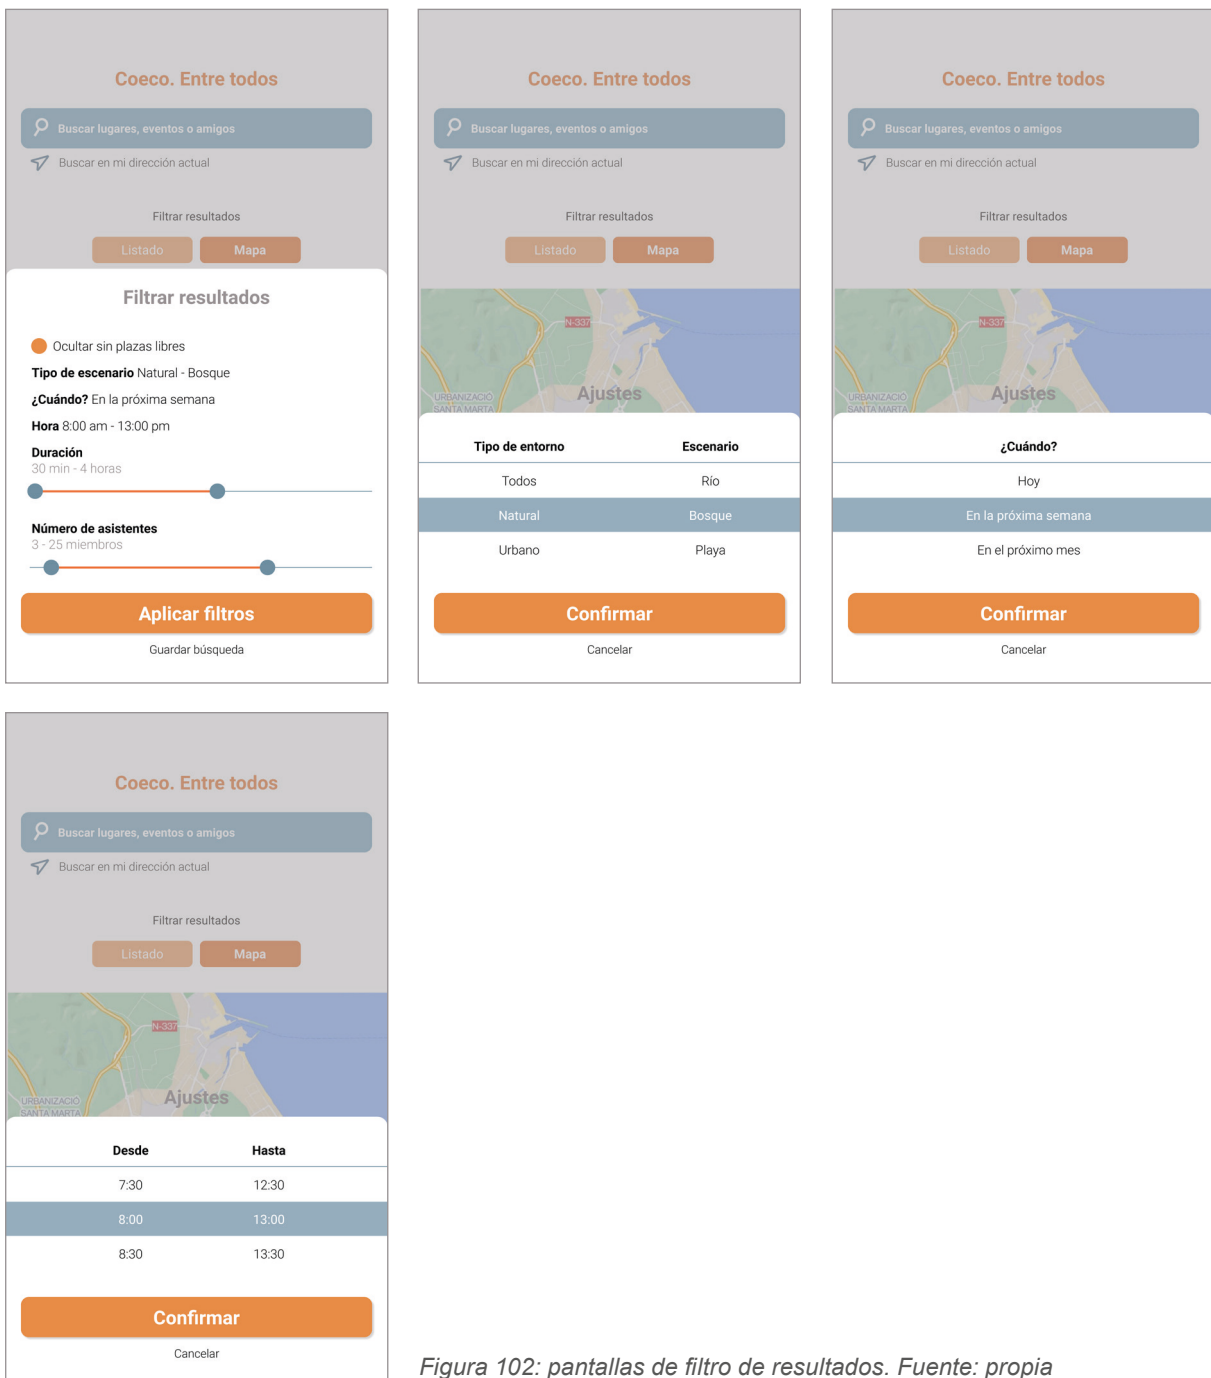 Coeco. Entre todos
Buscar lugares, eventos o amigos
Buscar en mi dirección actual
Filtrar resultados
Listado Mapa
Filtrar resultados
Ocultar sin plazas libres
Tipo de escenario Natural - Bosque
¿Cuándo? En la próxima semana
Hora 8:00 am - 13:00 pm
Duración
30 min - 4 horas
Número de asistentes
3 - 25 miembros
Aplicar filtros
Guardar búsqueda
Coeco. Entre todos
Buscar lugares, eventos o amigos
Buscar en mi dirección actual
Filtrar resultados
Listado Mapa
N-337
URBANIZACIÓ
SANTA MARTA
Ajustes
Tipo de entorno Escenario
Todos Río
Natural Bosque
Urbano Playa
Confirmar
Cancelar
Coeco. Entre todos
Buscar lugares, eventos o amigos
Buscar en mi dirección actual
Filtrar resultados
Listado Mapa
N-337
URBANIZACIÓ
SANTA MARTA
Ajustes
¿Cuándo?
Hoy
En la próxima semana
En el próximo mes
Confirmar
Cancelar
Coeco. Entre todos
Buscar lugares, eventos o amigos
Buscar en mi dirección actual
Filtrar resultados
Listado Mapa
N-337
URBANIZACIÓ
SANTA MARTA
Ajustes
Desde Hasta
7:30 12:30
8:00 13:00
8:30 13:30
Confirmar
Cancelar
Figura 102: pantallas de filtro de resultados. Fuente: propia